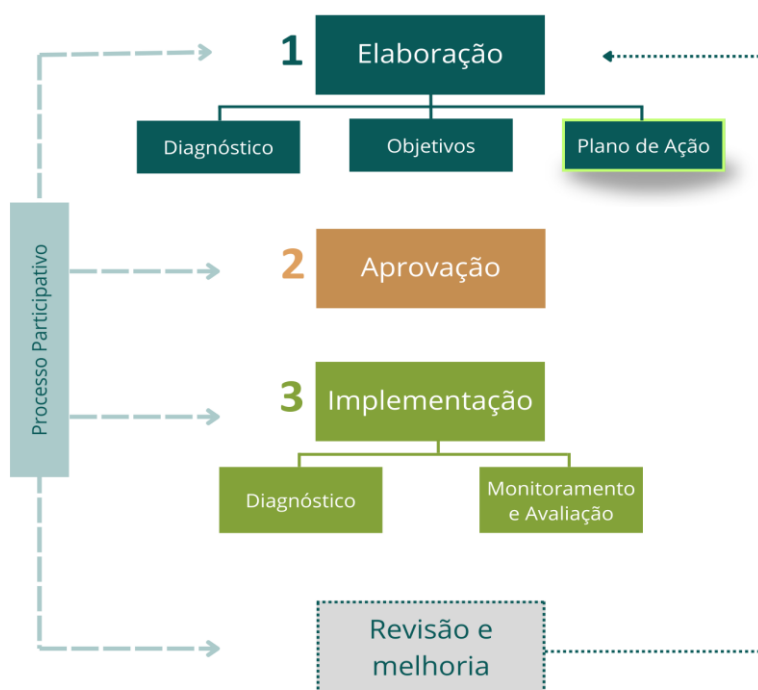 1
Elaboração
Diagnóstico
Objetivos
Plano de Ação
Processo Participativo
2
Aprovação
3
Implementação
Diagnóstico
Monitoramento
e Avaliação
Revisão e
melhoria